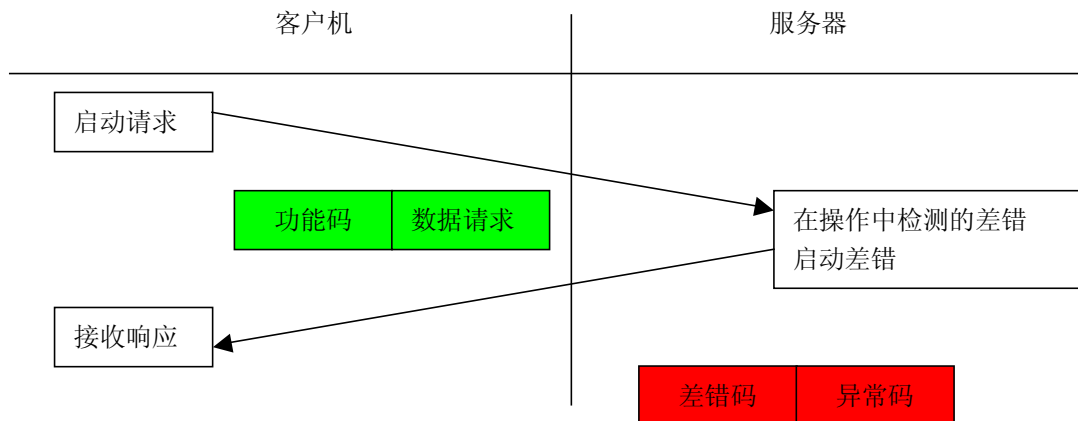 客户机
服务器
启动请求
功能码
数据请求
在操作中检测的差错
启动差错
接收响应
差错码
异常码